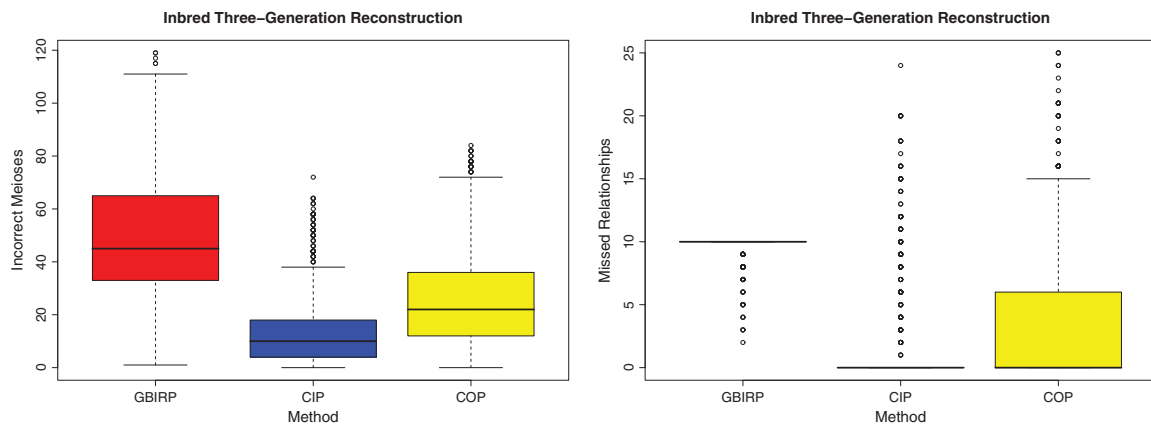 Inbred Three−Generation Reconstruction
Incorrect Meioses
120
100
80
60
40
20
0
GBIRP CIP COP
Method
Inbred Three−Generation Reconstruction
Missed Relationships
25
20
15
10
5
0
GBIRP CIP COP
Method